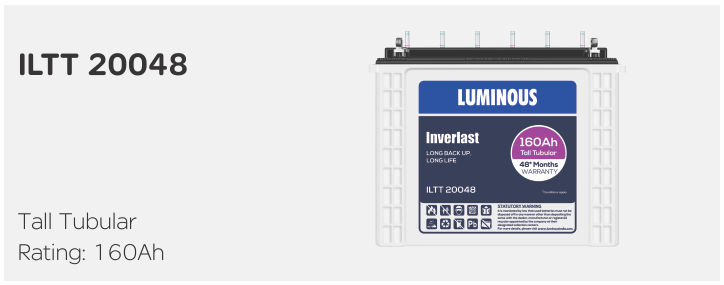 ILTT 20048
Tall Tubular
Rating: 160Ah
LUMINOUS
Inverlast
LONG BACK UP,
LONG LIFE
160Ah
Tall Tubular
48* Months
WARRANTY
ILTT 20048
*Conditions apply
Pb
STATUTORY WARNING